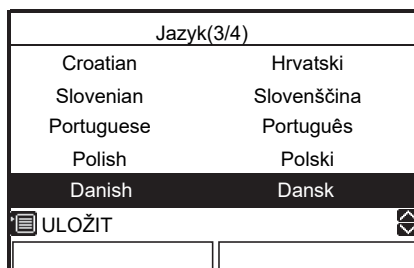 Jazyk(3/4)
Croatian Hrvatski
Slovenian Slovenščina
Portuguese Português
Polish Polski
Danish Dansk
ULOŽIT